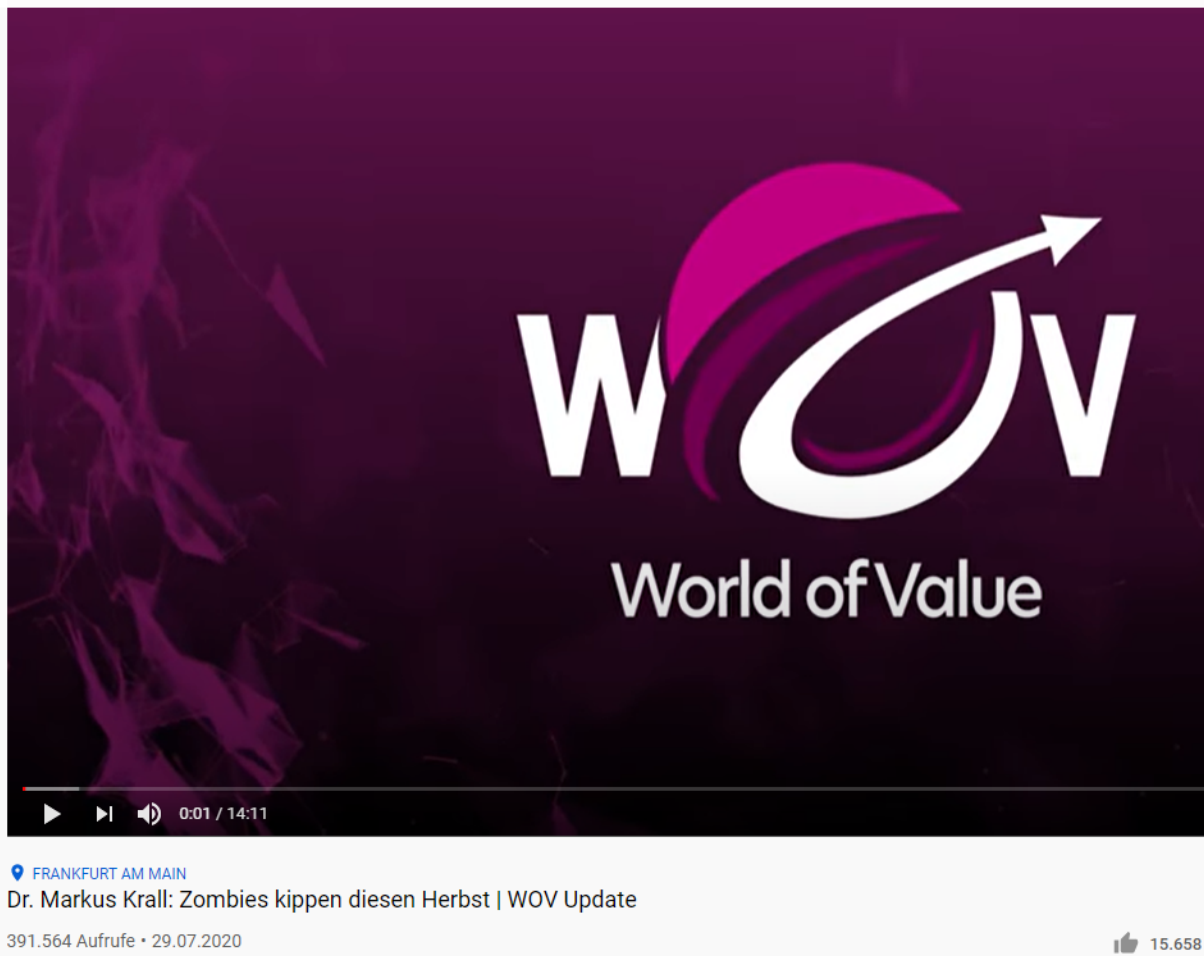 WOV
World of Value
0:01 / 14:11
FRANKFURT AM MAIN
Dr. Markus Krall: Zombies kippen diesen Herbst | WOV Update
391.564 Aufrufe • 29.07.2020
15.658